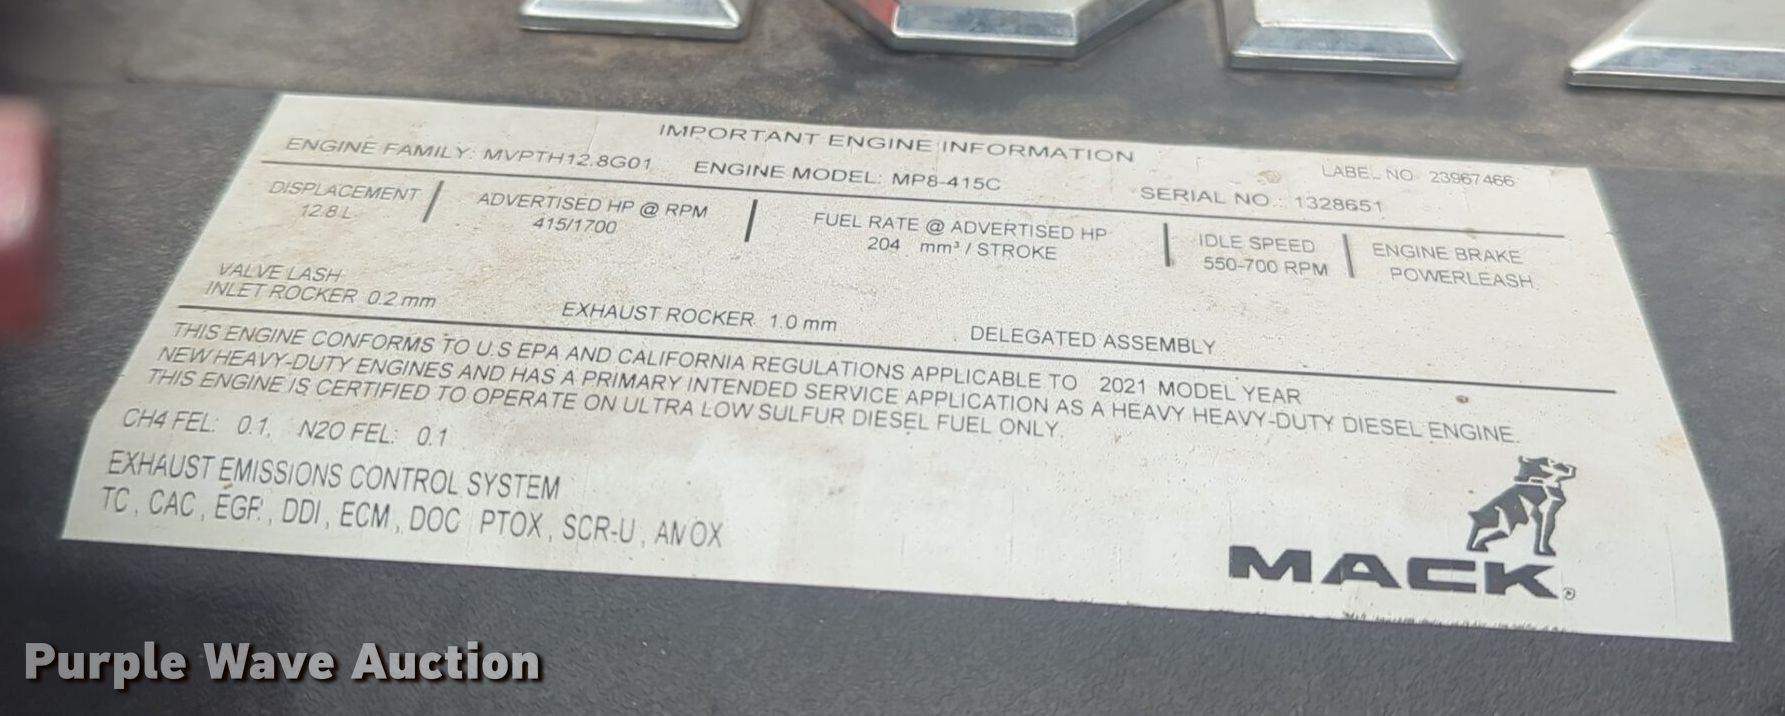 IMPORTANT ENGINE INFORMATION
ENGINE FAMILY: MVPTH12.8G01 ENGINE MODEL: MP8-415C LABEL NO. 23967466
SERIAL NO.: 1328651
DISPLACEMENT ADVERTISED HP @ RPM FUEL RATE @ ADVERTISED HP IDLE SPEED ENGINE BRAKE
12.8 L 415/1700 204 mm³ / STROKE 550-700 RPM POWERLEASH
VALVE LASH
INLET ROCKER 0.2 mm EXHAUST ROCKER 1.0 mm DELEGATED ASSEMBLY
THIS ENGINE CONFORMS TO U.S EPA AND CALIFORNIA REGULATIONS APPLICABLE TO 2021 MODEL YEAR
NEW HEAVY-DUTY ENGINES AND HAS A PRIMARY INTENDED SERVICE APPLICATION AS A HEAVY HEAVY-DUTY DIESEL ENGINE.
THIS ENGINE IS CERTIFIED TO OPERATE ON ULTRA LOW SULFUR DIESEL FUEL ONLY.
CH4 FEL: 0.1, N2O FEL: 0.1
EXHAUST EMISSIONS CONTROL SYSTEM
TC, CAC, EGR, DDI, ECM, DOC PTOX, SCR-U, AMOX
MACK®
Purple Wave Auction